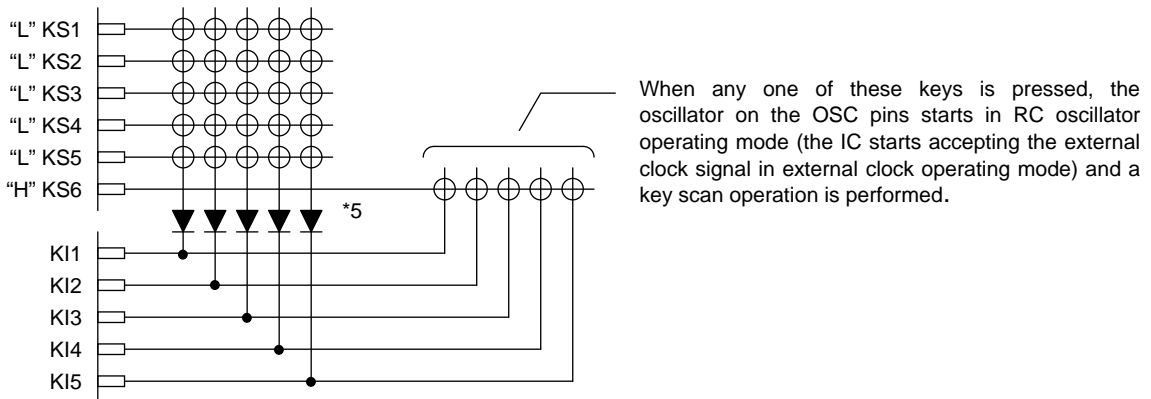 “L” KS1
“L” KS2
“L” KS3
“L” KS4
“L” KS5
“H” KS6
*5
KI1
KI2
KI3
KI4
KI5
When any one of these keys is pressed, the
oscillator on the OSC pins starts in RC oscillator
operating mode (the IC starts accepting the external
clock signal in external clock operating mode) and a
key scan operation is performed.